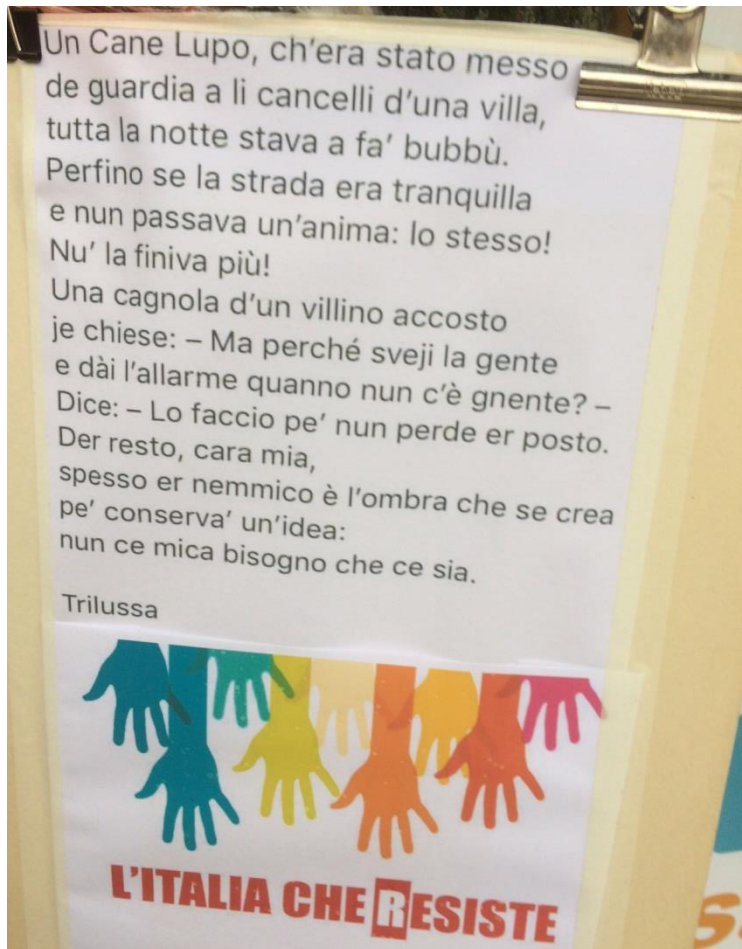 Un Cane Lupo, ch'era stato messo
de guardia a li cancelli d'una villa,
tutta la notte stava a fa' bubbù.
Perfino se la strada era tranquilla
e nun passava un'anima: lo stesso!
Nu' la finiva più!
Una cagnola d'un villino accosto
je chiese: – Ma perché sveji la gente
e dài l'allarme quanno nun c'è gnente? –
Dice: – Lo faccio pe' nun perde er posto.
Der resto, cara mia,
spesso er nemmico è l'ombra che se crea
pe' conserva' un'idea:
nun ce mica bisogno che ce sia.
Trilussa
L'ITALIA CHE RESISTE